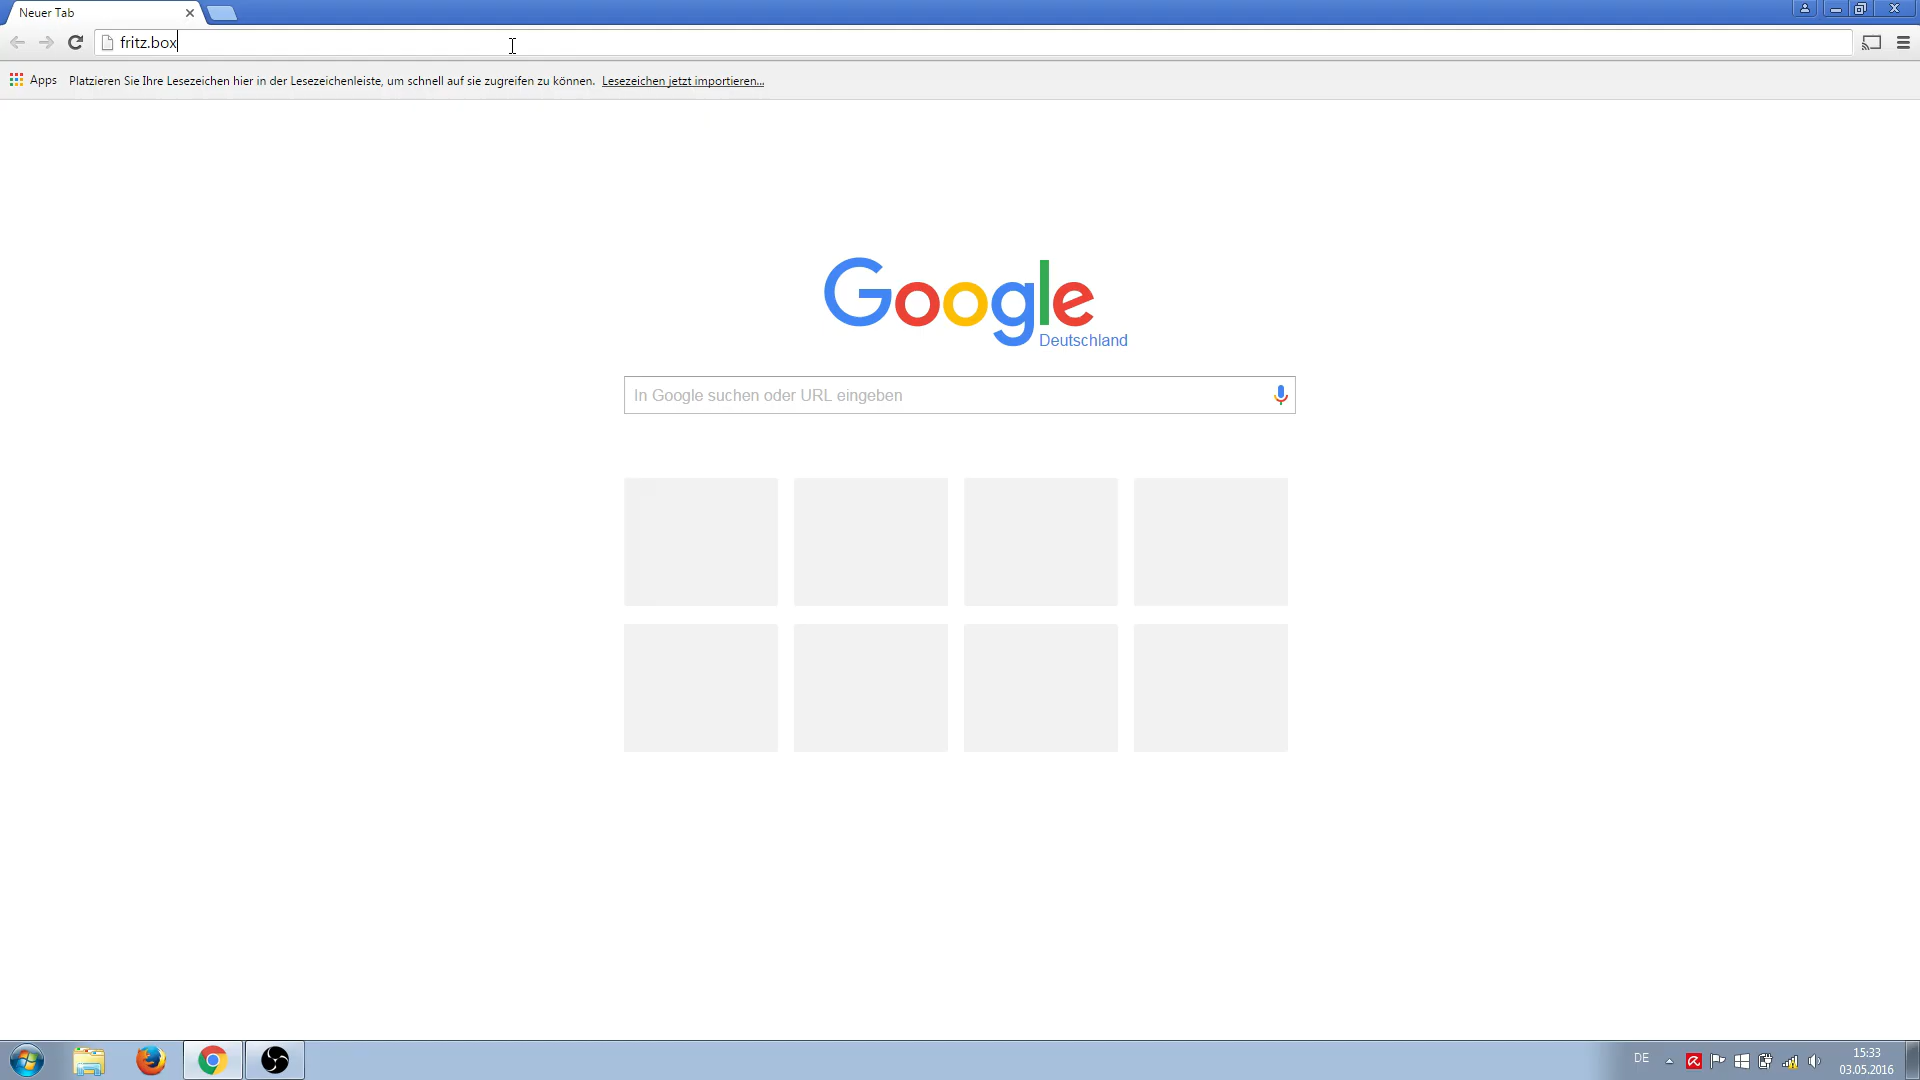 Neuer Tab
fritz.box
Apps Platzieren Sie Ihre Lesezeichen hier in der Lesezeichenleiste, um schnell auf sie zugreifen zu können. Lesezeichen jetzt importieren...
Google
Deutschland
In Google suchen oder URL eingeben
DE
15:33
03.05.2016